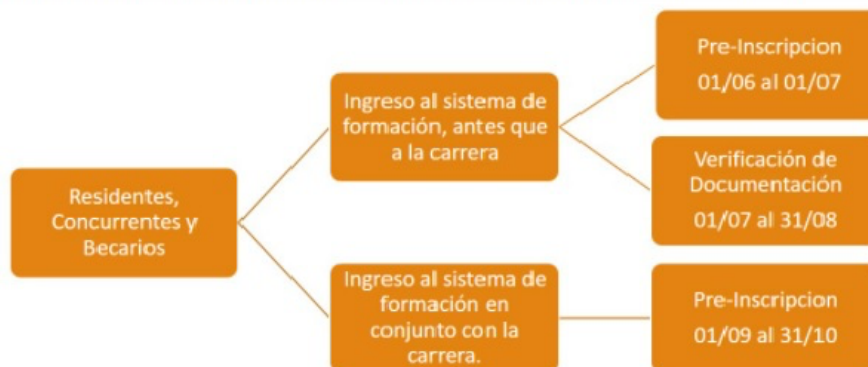 Residentes,
Concurrentes y
Becarios
Ingreso al sistema de
formación, antes que
a la carrera
Pre-Inscripcion
01/06 al 01/07
Verificación de
Documentación
01/07 al 31/08
Ingreso al sistema de
formación en
conjunto con la
carrera.
Pre-Inscripcion
01/09 al 31/10